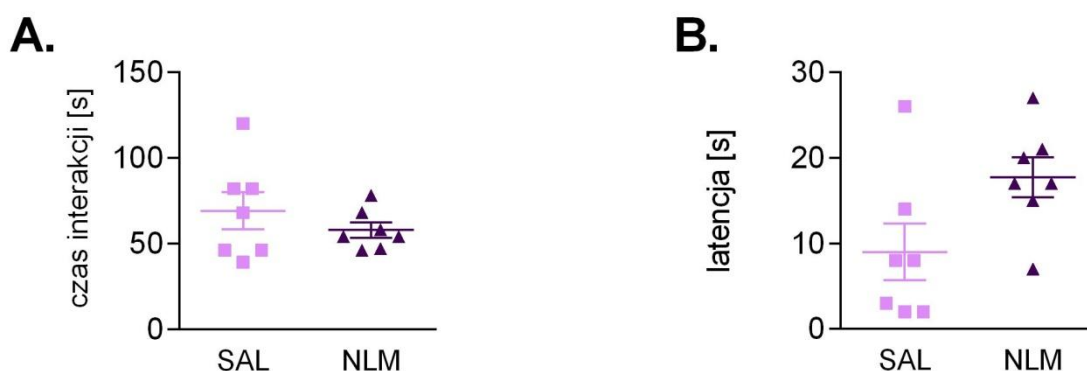 A.
czas interakcji [s]
150
100
50
0
SAL NLM
B.
latencja [s]
30
20
10
0
SAL NLM